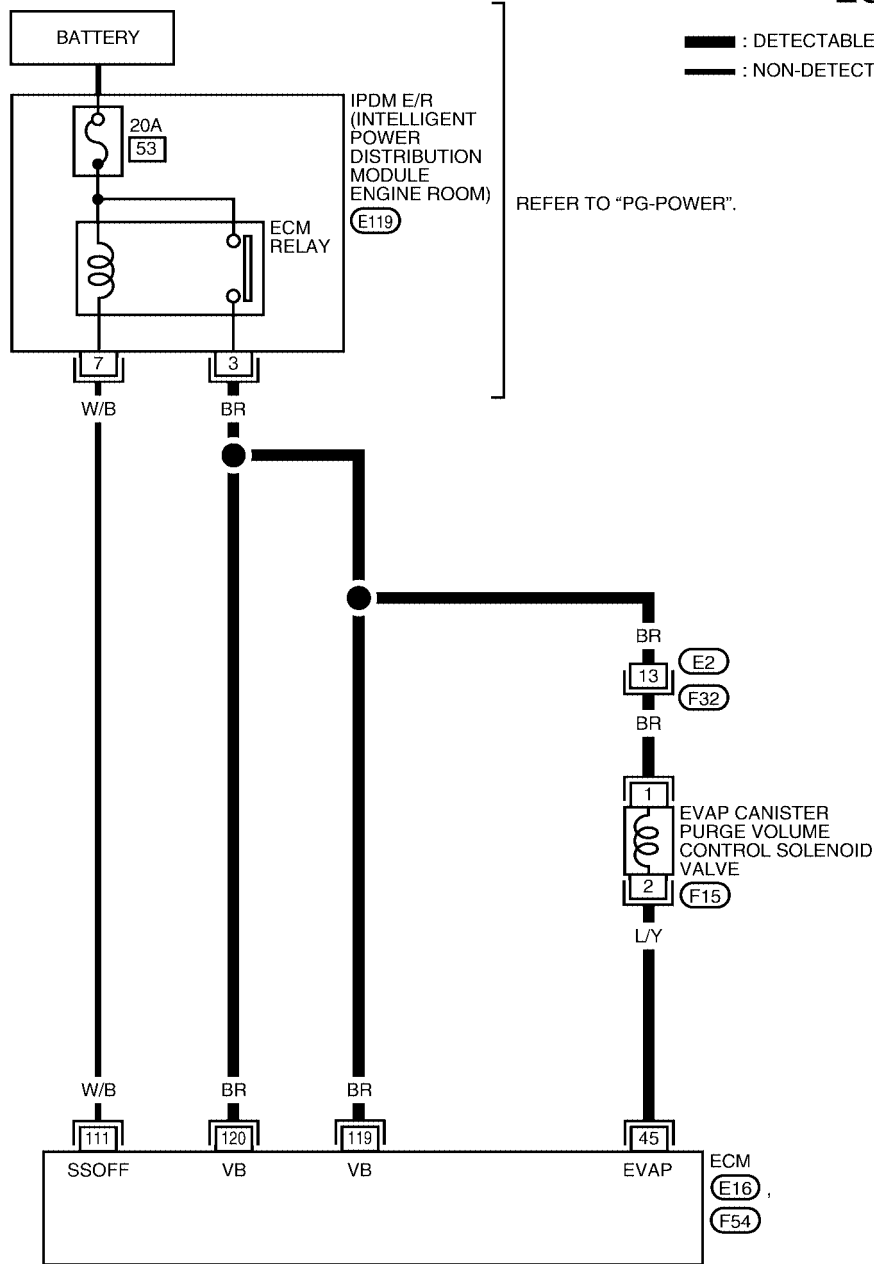 BATTERY
: DETECTABLE
: NON-DETECT
IPDM E/R
(INTELLIGENT
POWER
DISTRIBUTION
MODULE
ENGINE ROOM)
E119
20A
53
REFER TO “PG-POWER”.
ECM
RELAY
7
3
W/B
BR
BR
13
E2
F32
BR
1
EVAP CANISTER
PURGE VOLUME
CONTROL SOLENOID
VALVE
2
F15
L/Y
W/B
BR
BR
111
120
119
45
SSOFF
VB
VB
EVAP
ECM
E16 ,
F54